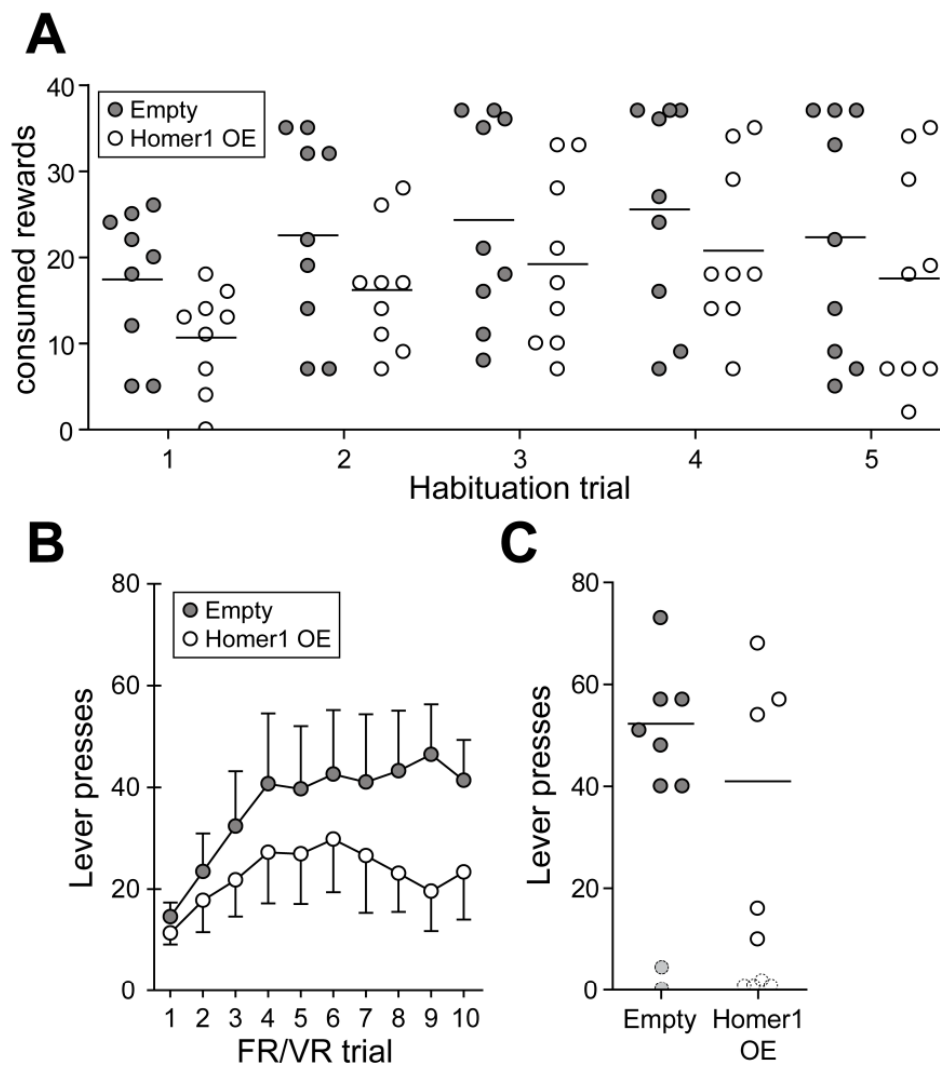 A
40
30
20
10
0
consumed rewards
Empty
Homer1 OE
1 2 3 4 5
Habituation trial
B
80
60
40
20
0
Lever presses
Empty
Homer1 OE
1 2 3 4 5 6 7 8 9 10
FR/VR trial
C
80
60
40
20
0
Lever presses
Empty Homer1
OE